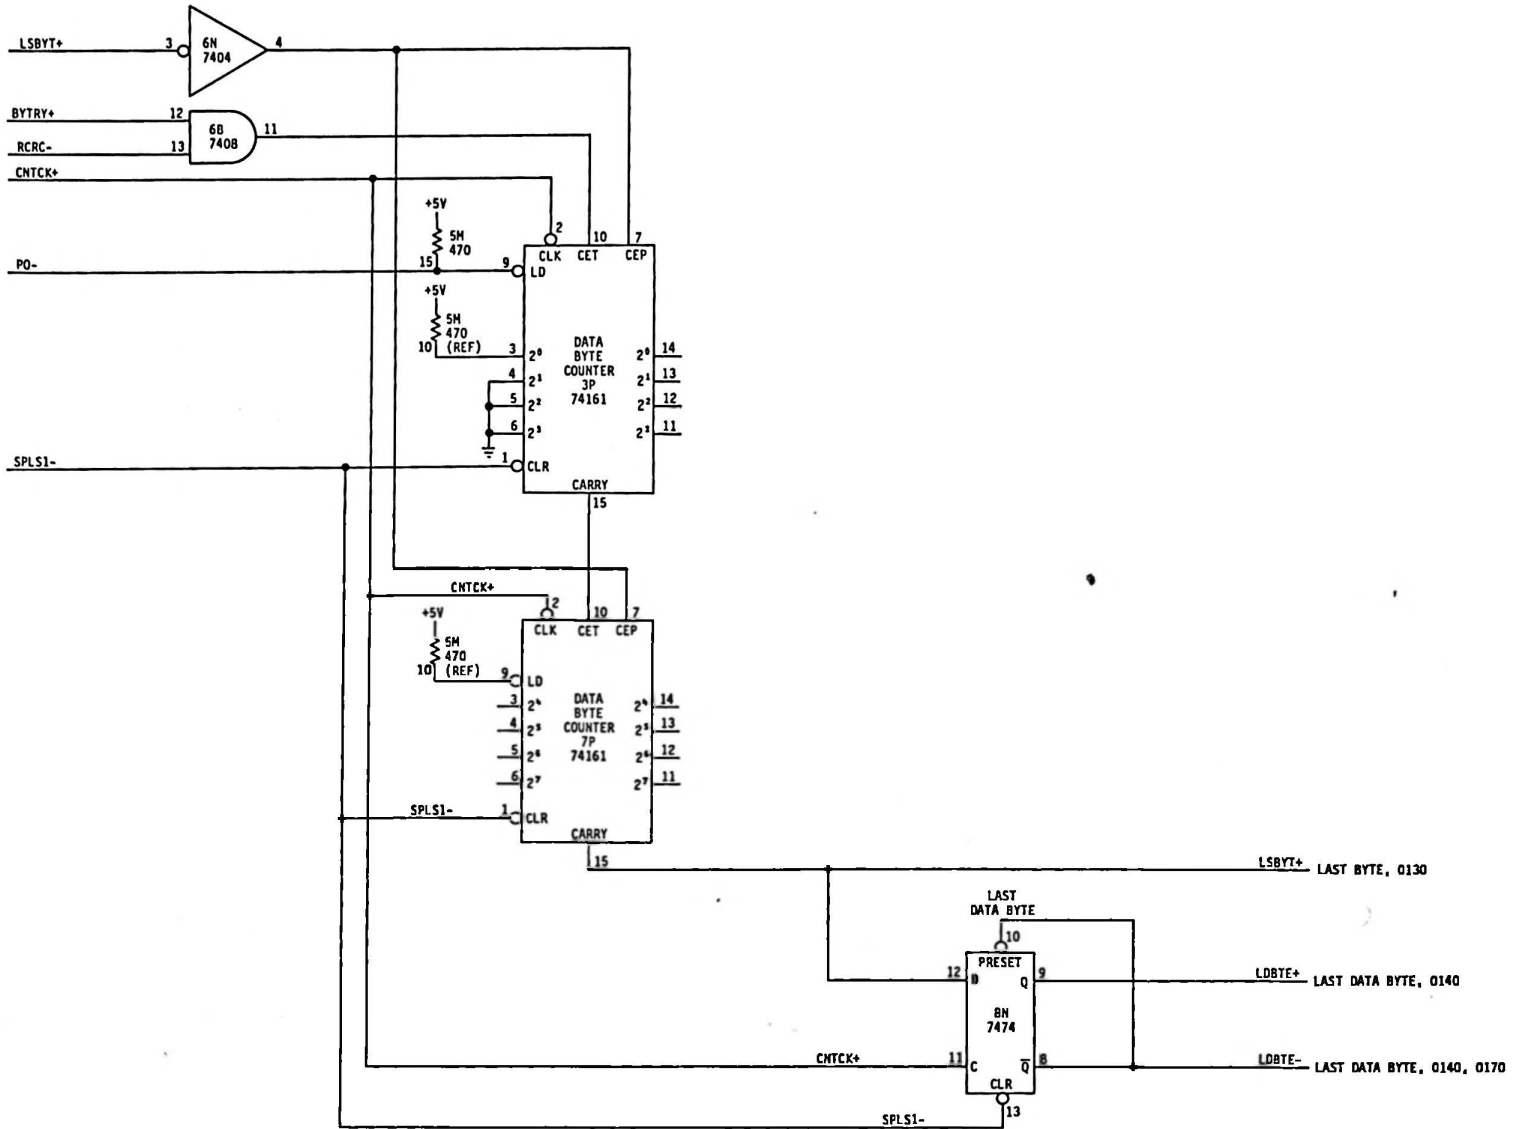 LSBYT+ 3 6N 4
7404
BYTRY+ 12
6B 11
7408
RCRC- 13
CNTCK+
+5V
5M
470
2 10 7
CLK CET CEP
PO- 15 9 LD
+5V
5M
470
10 (REF) 3 2⁰ DATA 2⁰ 14
BYTE
4 2¹ COUNTER 2¹ 13
3P
5 2² 74161 2² 12
6 2³ 2³ 11
SPLS1- 1 CLR
CARRY
15
CNTCK+ 2 10 7
CLK CET CEP
+5V
5M
470
10 (REF) 9 LD
3 2⁴ DATA 2⁴ 14
BYTE
4 2⁵ COUNTER 2⁵ 13
7P
5 2⁶ 74161 2⁶ 12
6 2⁷ 2⁷ 11
SPLS1- 1 CLR
CARRY
15 LSBYT+ LAST BYTE, 0130
LAST
DATA BYTE
10
PRESET
12 D Q 9 LDBTE+ LAST DATA BYTE, 0140
8N
7474
CNTCK+ 11 C Q̅ 8 LDBTE- LAST DATA BYTE, 0140, 0170
CLR
13
SPLS1-